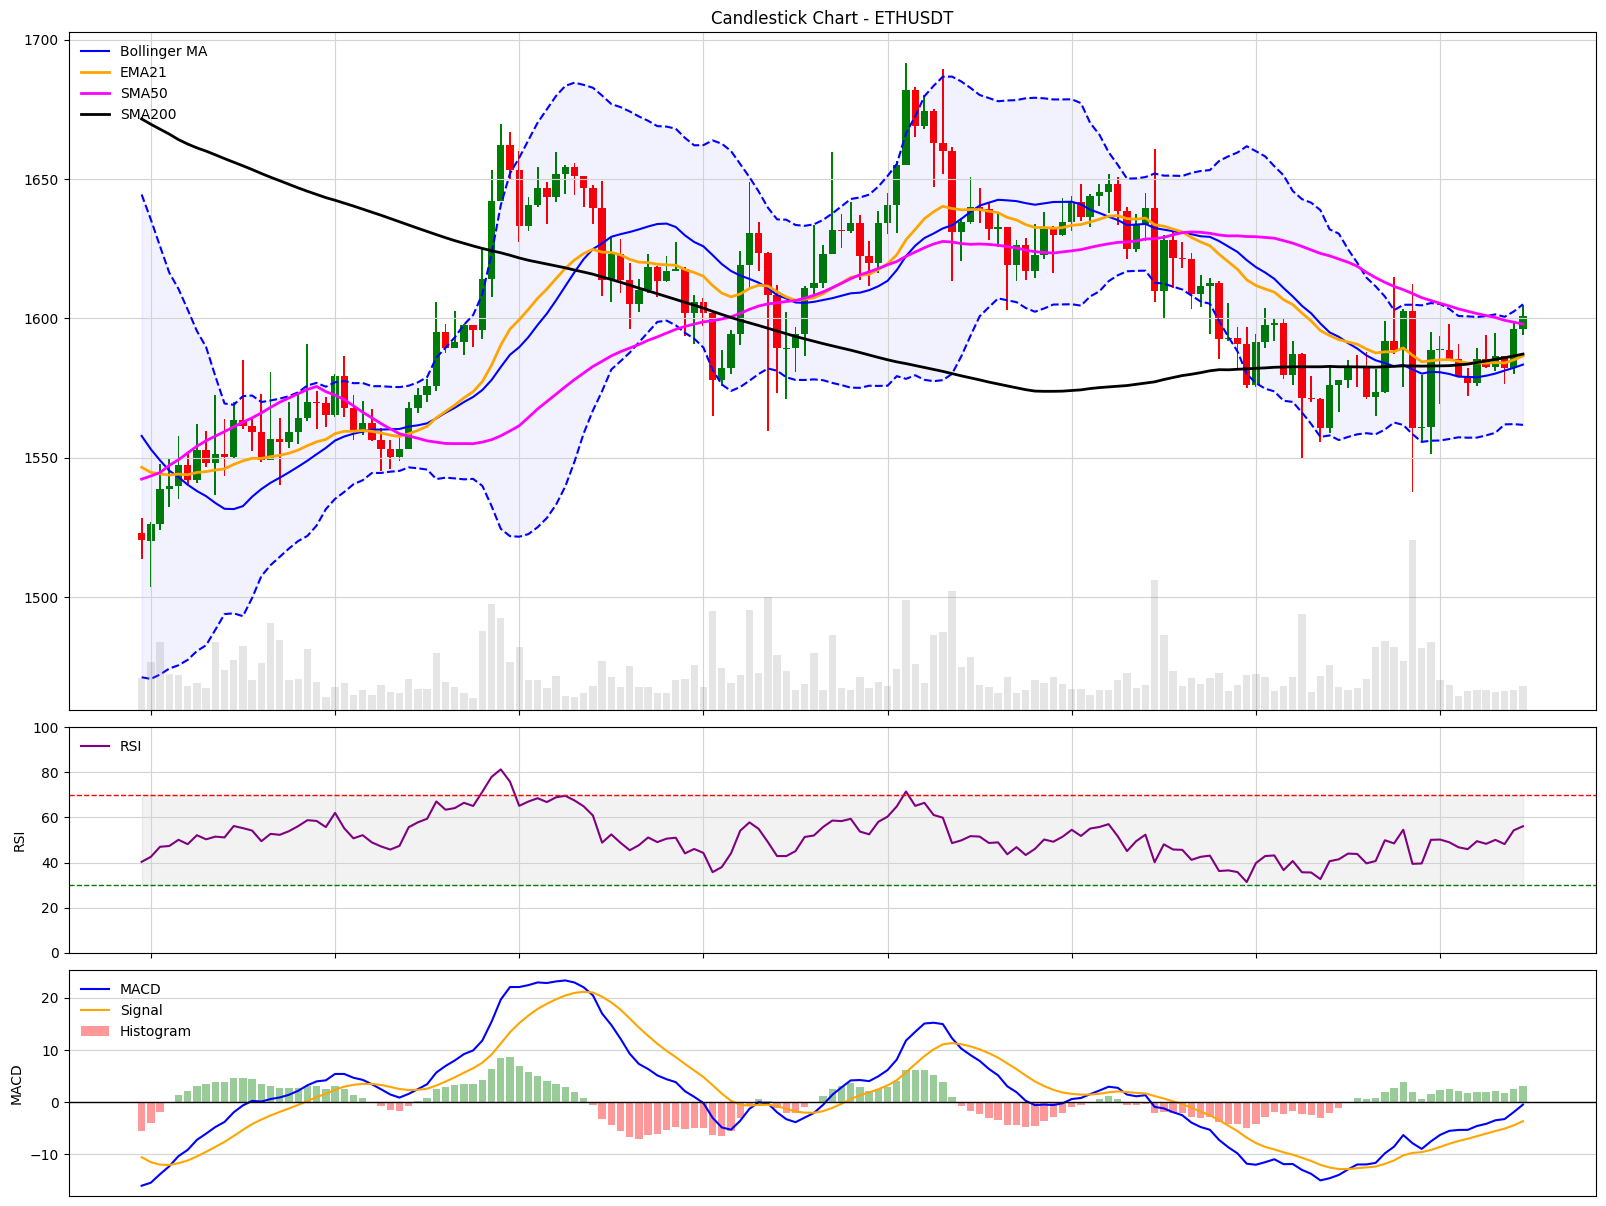 Candlestick Chart - ETHUSDT
1700
1650
1600
1550
1500
Bollinger MA
EMA21
SMA50
SMA200
100
80
60
40
20
0
RSI
RSI
20
10
0
−10
MACD
MACD
Signal
Histogram